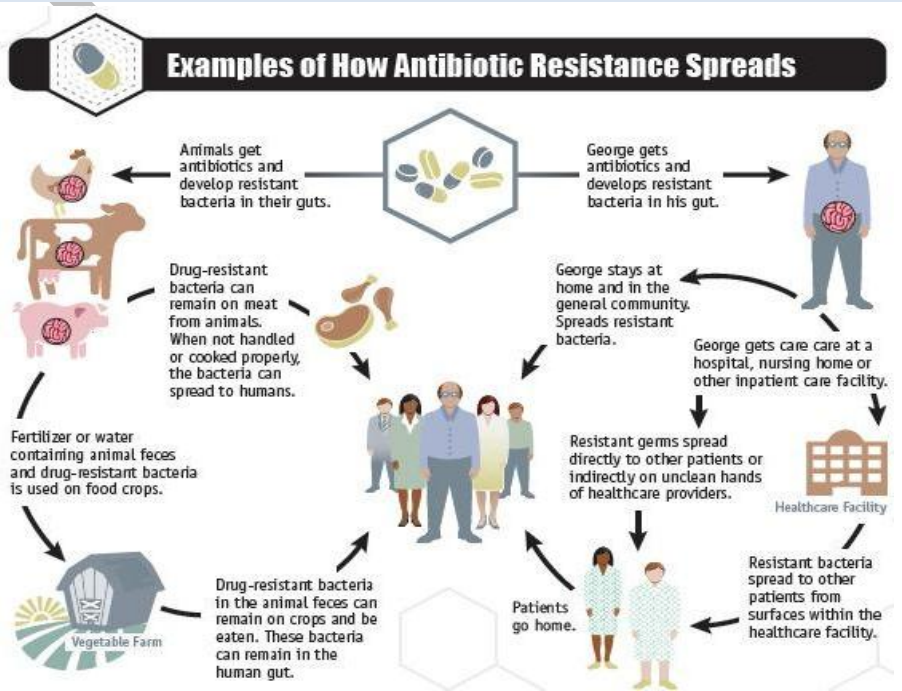 Examples of How Antibiotic Resistance Spreads
Animals get
antibiotics and
develop resistant
bacteria in their guts.
George gets
antibiotics and
develops resistant
bacteria in his gut.
Drug-resistant
bacteria can
remain on meat
from animals.
When not handled
or cooked properly,
the bacteria can
spread to humans.
George stays at
home and in the
general community.
Spreads resistant
bacteria.
George gets care care at a
hospital, nursing home or
other inpatient care facility.
Fertilizer or water
containing animal feces
and drug-resistant bacteria
is used on food crops.
Resistant germs spread
directly to other patients or
indirectly on unclean hands
of healthcare providers.
Healthcare Facility
Vegetable Farm
Drug-resistant bacteria
in the animal feces can
remain on crops and be
eaten. These bacteria
can remain in the
human gut.
Patients
go home.
Resistant bacteria
spread to other
patients from
surfaces within the
healthcare facility.